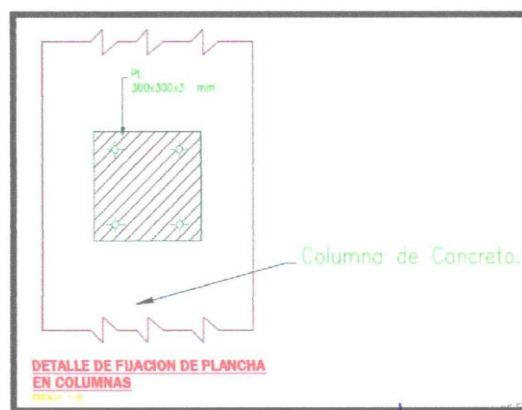 PL
300x300x3 mm
Columna de Concreto.
DETALLE DE FIJACION DE PLANCHA
EN COLUMNAS